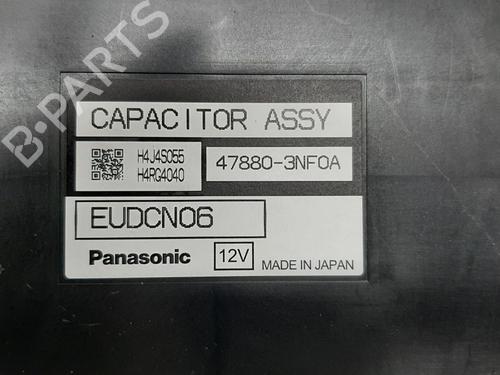 B-PARTS
CAPACITOR ASSY
H4J4S055
H4RG4040
47880-3NF0A
EUDCN06
Panasonic 12V MADE IN JAPAN